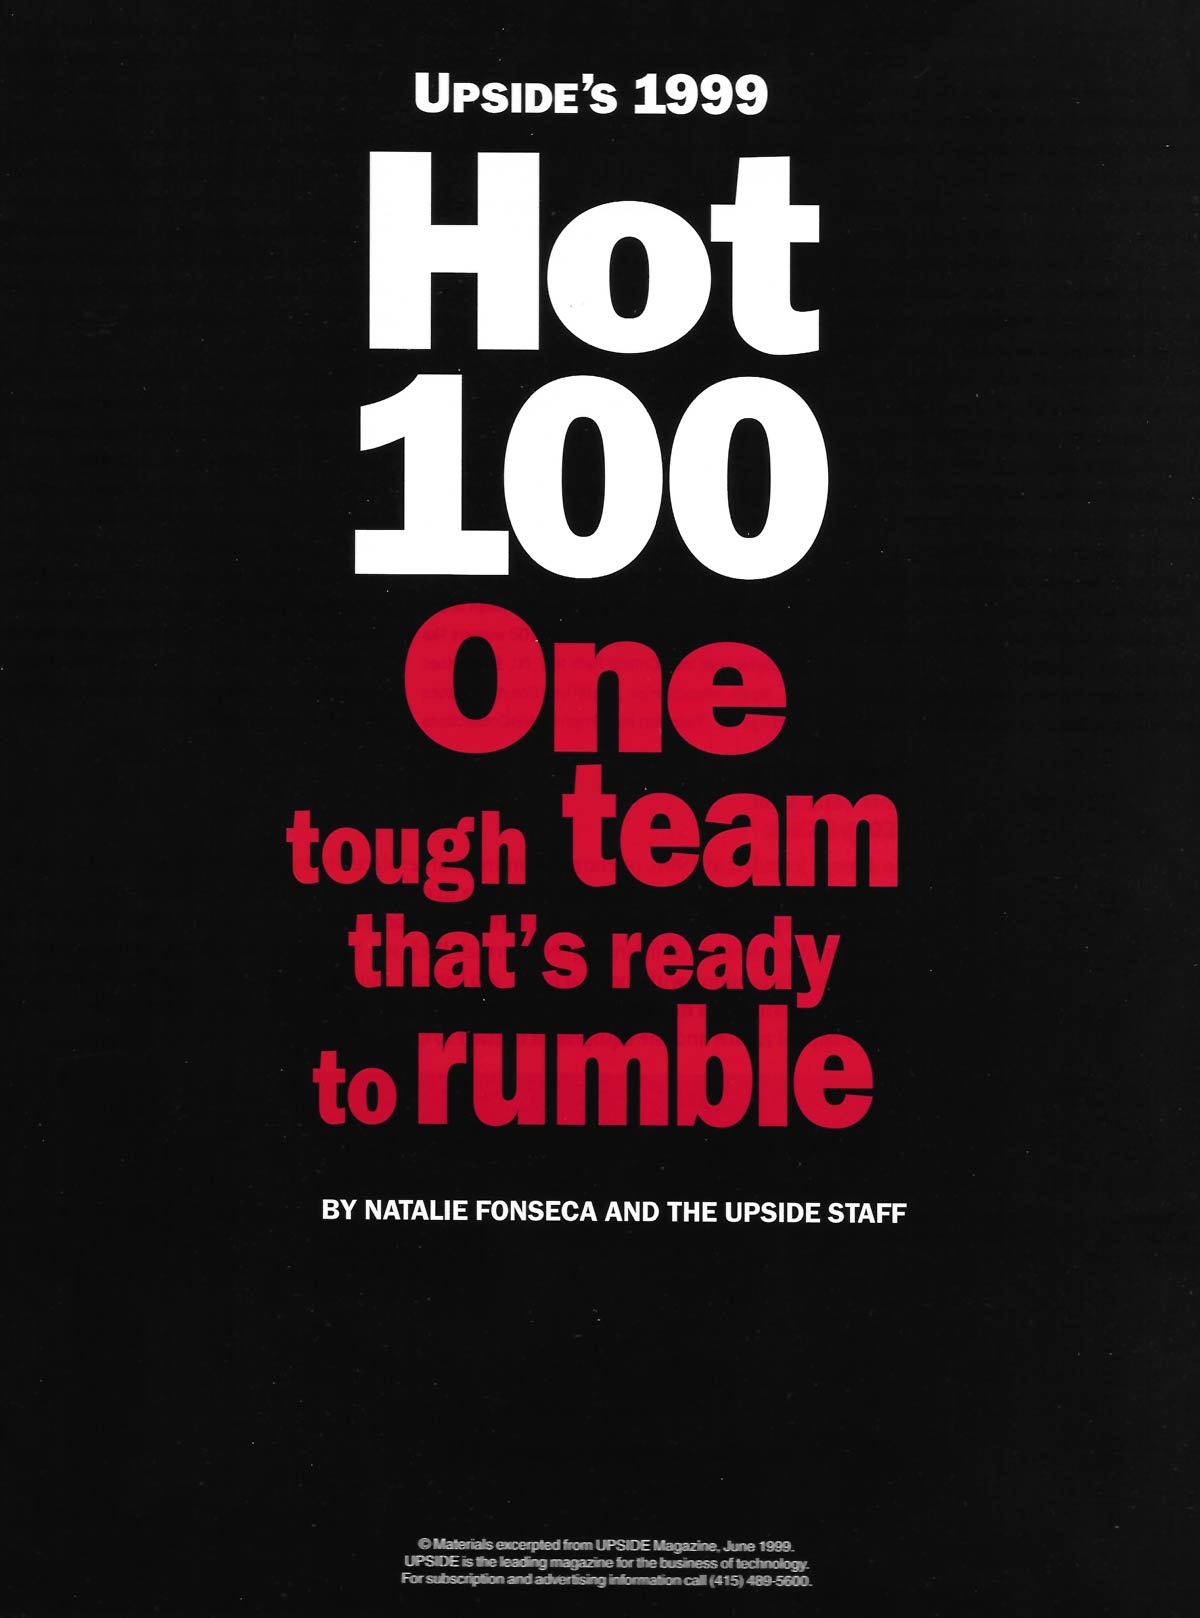 UPSIDE'S 1999
Hot
100
One
tough team
that's ready
to rumble
BY NATALIE FONSECA AND THE UPSIDE STAFF
© Materials excerpted from UPSIDE Magazine, June 1999.
UPSIDE is the leading magazine for the business of technology.
For subscription and advertising information call (415) 489-5600.